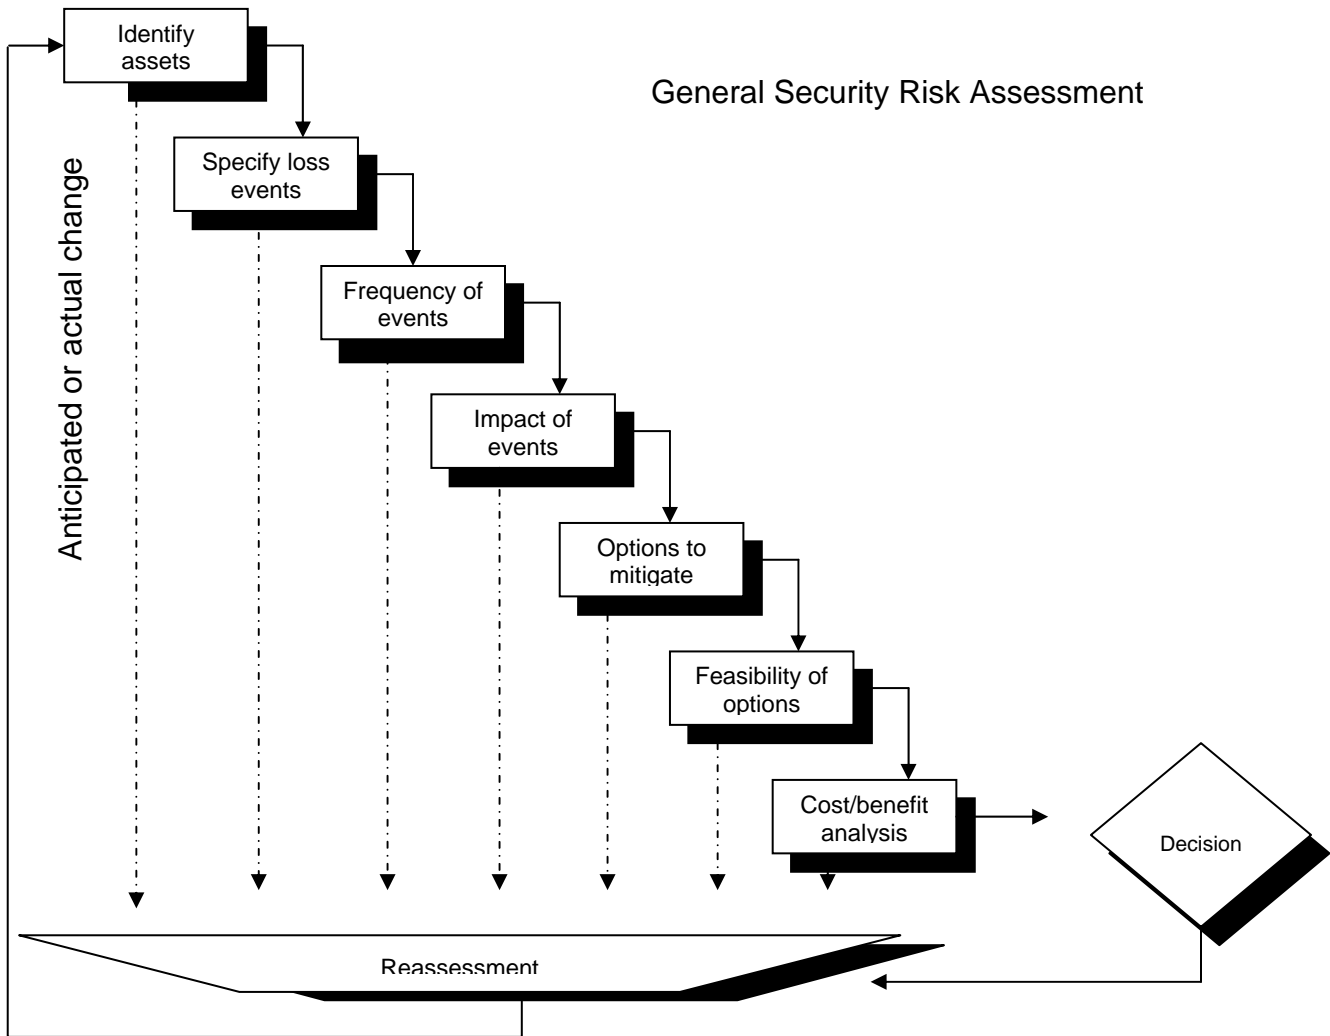 Identify
assets
General Security Risk Assessment
Anticipated or actual change
Specify loss
events
Frequency of
events
Impact of
events
Options to
mitigate
Feasibility of
options
Cost/benefit
analysis
Decision
Reassessment